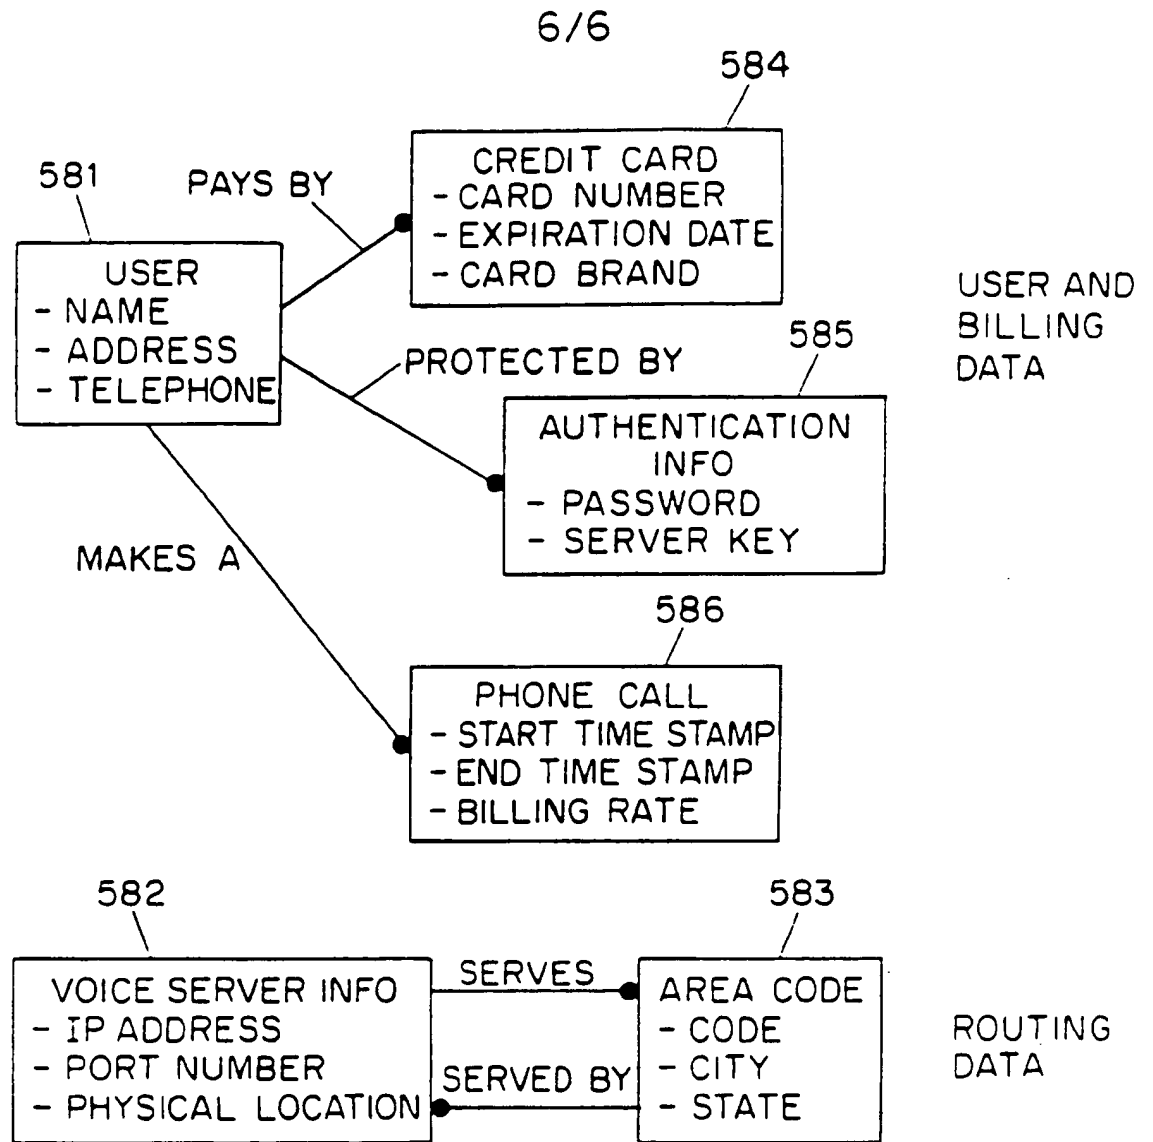 6/6
584
CREDIT CARD
- CARD NUMBER
- EXPIRATION DATE
- CARD BRAND
581
PAYS BY
USER
- NAME
- ADDRESS
- TELEPHONE
USER AND
BILLING
DATA
585
PROTECTED BY
AUTHENTICATION
INFO
- PASSWORD
- SERVER KEY
MAKES A
586
PHONE CALL
- START TIME STAMP
- END TIME STAMP
- BILLING RATE
582
583
VOICE SERVER INFO
- IP ADDRESS
- PORT NUMBER
- PHYSICAL LOCATION
SERVES
SERVED BY
AREA CODE
- CODE
- CITY
- STATE
ROUTING
DATA